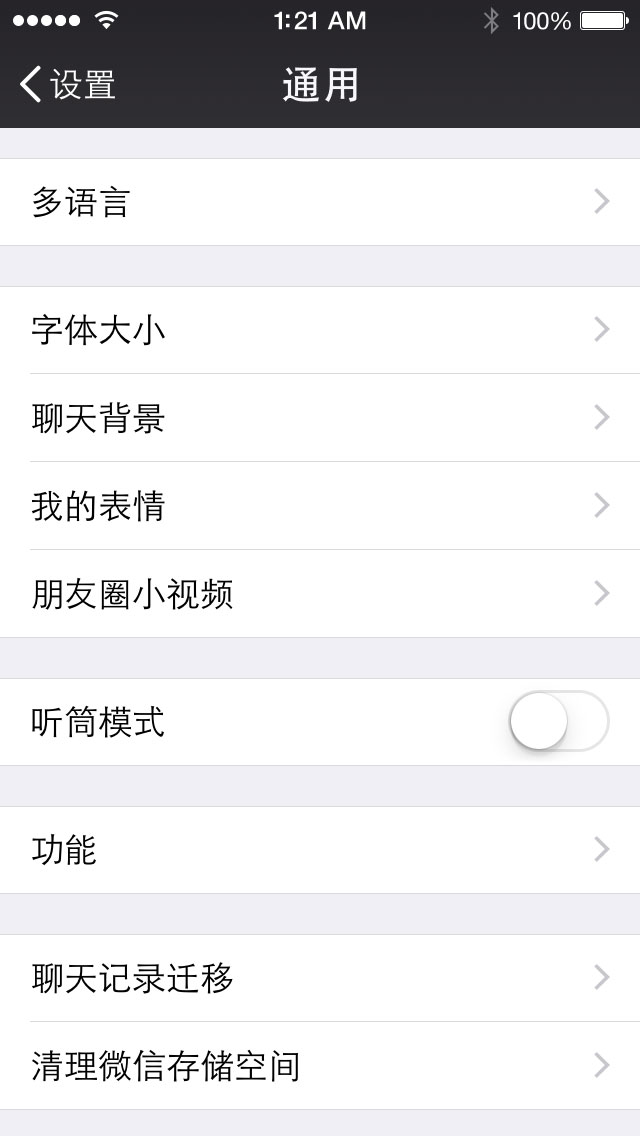 1:21 AM 100%
设置 通用
多语言
字体大小
聊天背景
我的表情
朋友圈小视频
听筒模式
功能
聊天记录迁移
清理微信存储空间